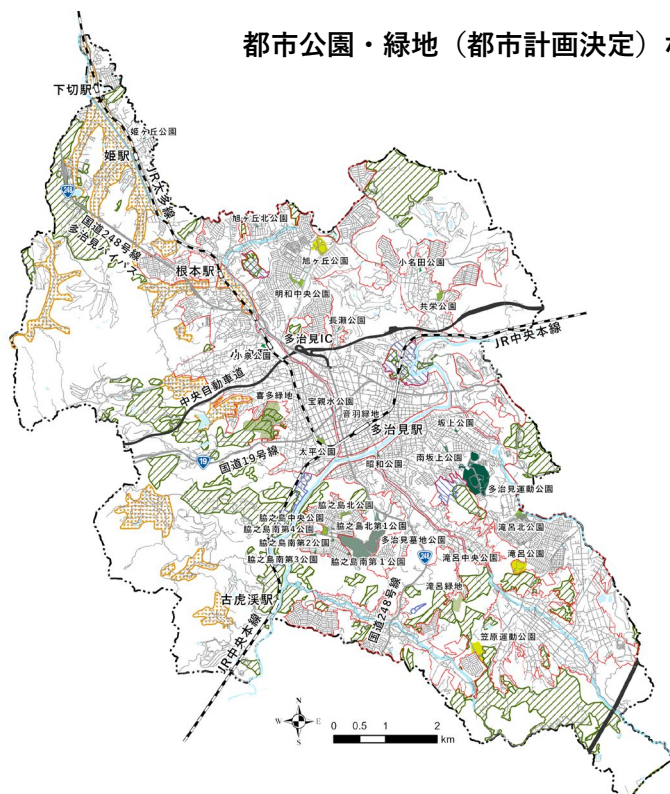 都市公園・緑地（都市計画決定）
下切駅
姫ヶ丘公園
姫駅
JR太多線
248
国道248号線
多治見バイパス
旭ヶ丘北公園
根本駅
旭ヶ丘公園
小名田公園
明和中央公園
共栄公園
長瀬公園
多治見IC
JR中央本線
小泉公園
中央自動車道
喜多緑地
宝親水公園
音羽緑地
多治見駅
坂上公園
太平公園
国道19号線
19
昭和公園
南坂上公園
多治見運動公園
脇之島北公園
脇之島中央公園
脇之島北第1公園
滝呂北公園
脇之島南第4公園
多治見墓地公園
脇之島南第2公園
248
滝呂中央公園
滝呂公園
脇之島南第3公園
脇之島南第１公園
滝呂緑地
古虎渓駅
国道248号線
笠原運動公園
JR中央本線
N
W
E
S
0 0.5 1 2
km